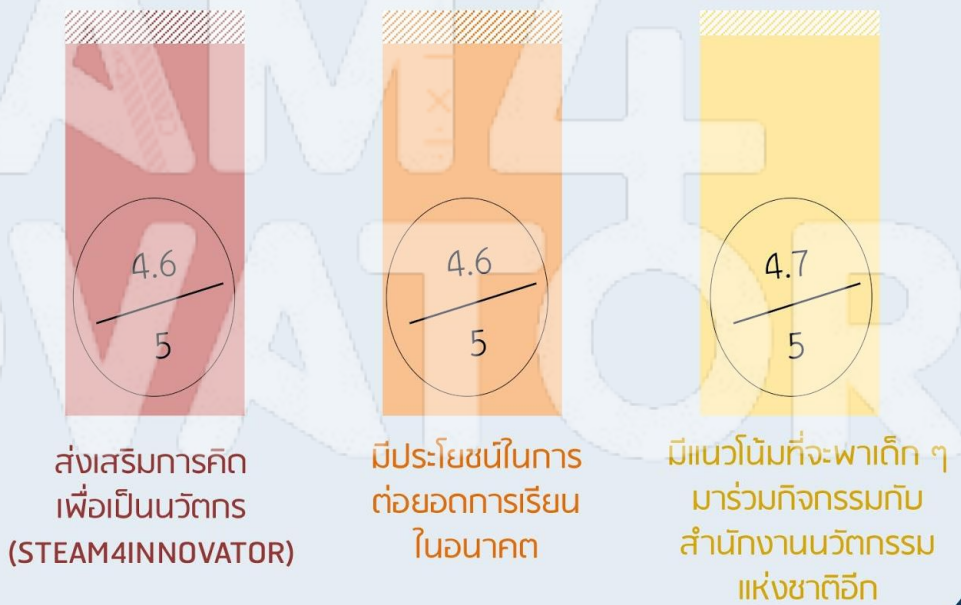 4.6
5
4.6
5
4.7
5
ส่งเสริมการคิด
เพื่อเป็นนวัตกร
(STEAM4INNOVATOR)
มีประโยชน์ในการ
ต่อยอดการเรียน
ในอนาคต
มีแนวโน้มที่จะพาเด็ก ๆ
มาร่วมกิจกรรมกับ
สำนักงานนวัตกรรม
แห่งชาติอีก